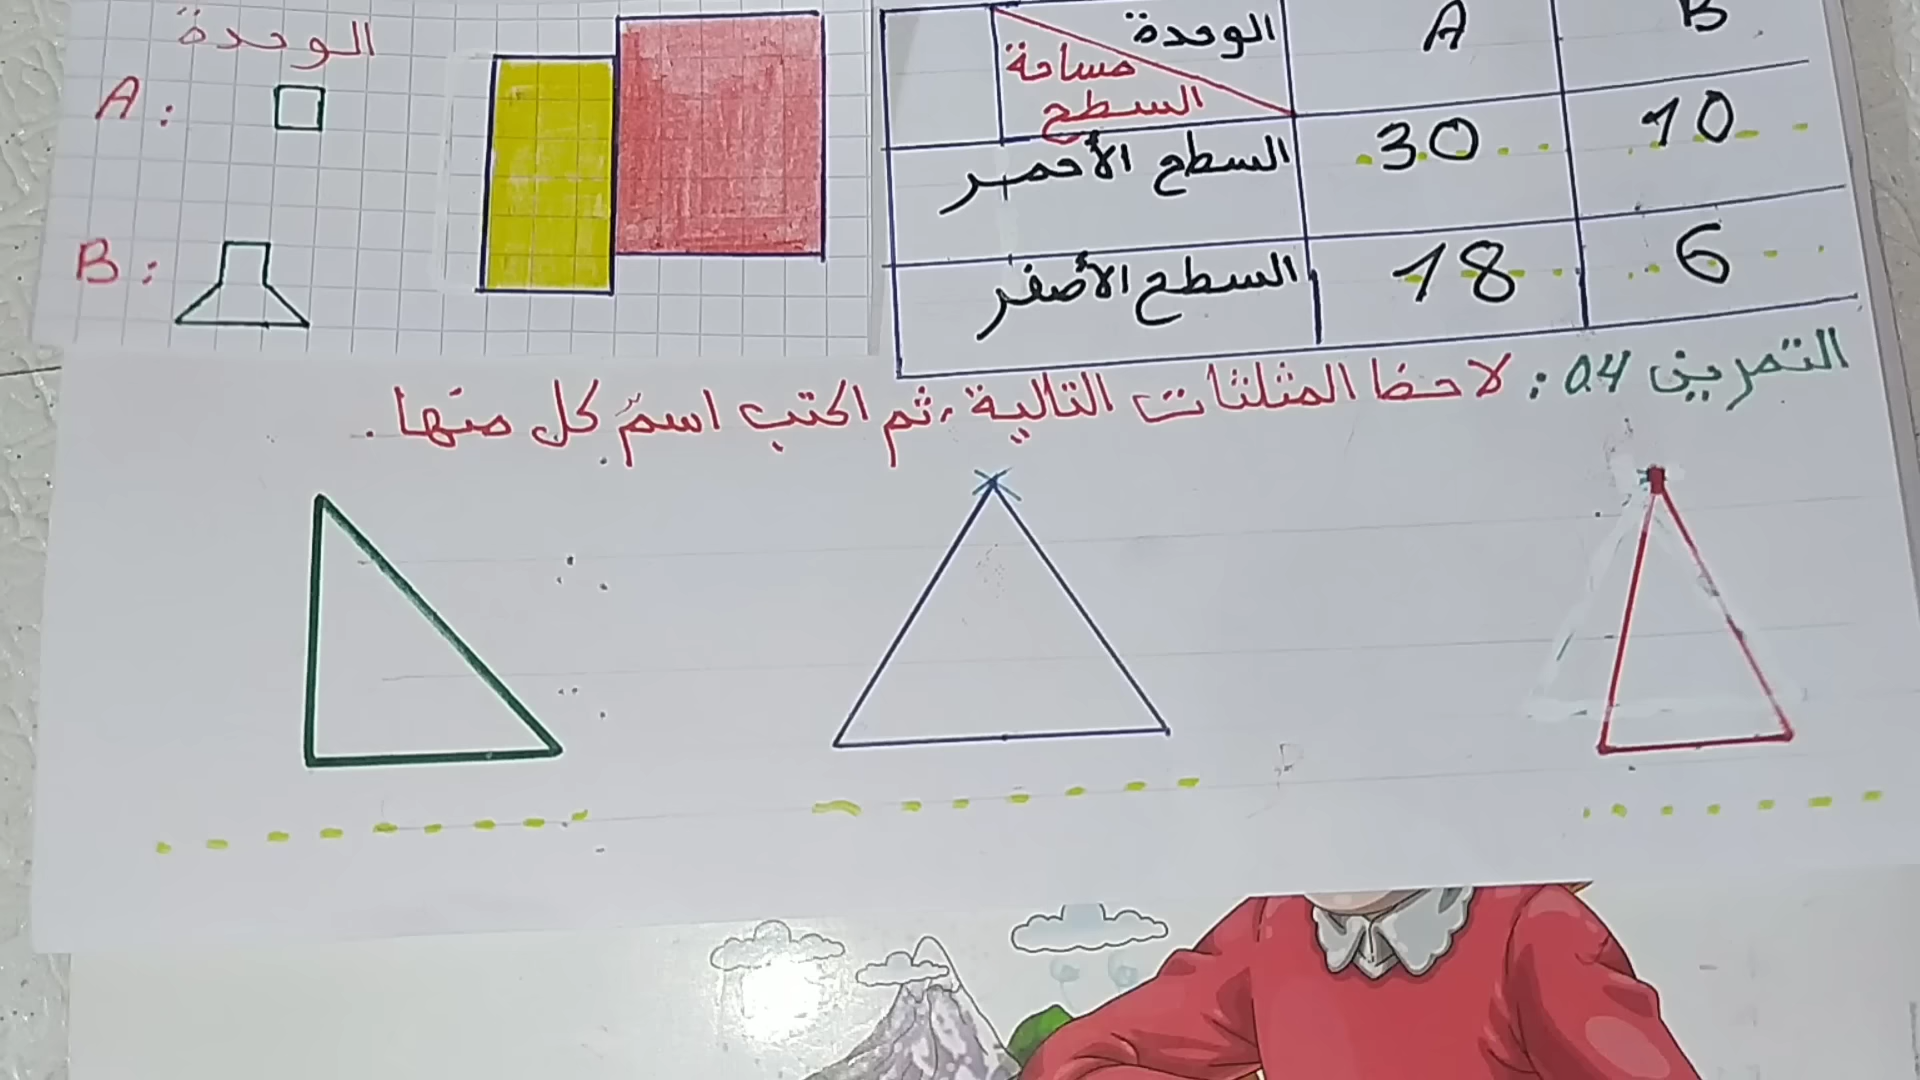 الوحدة
A:
B:
الوحدة
مساحة السطح
A
B
السطح الأحمر 30 10
السطح الأصفر 18 6
التمرين 04: لاحظ المثلثات التالية، ثم اكتب اسم كل منها.